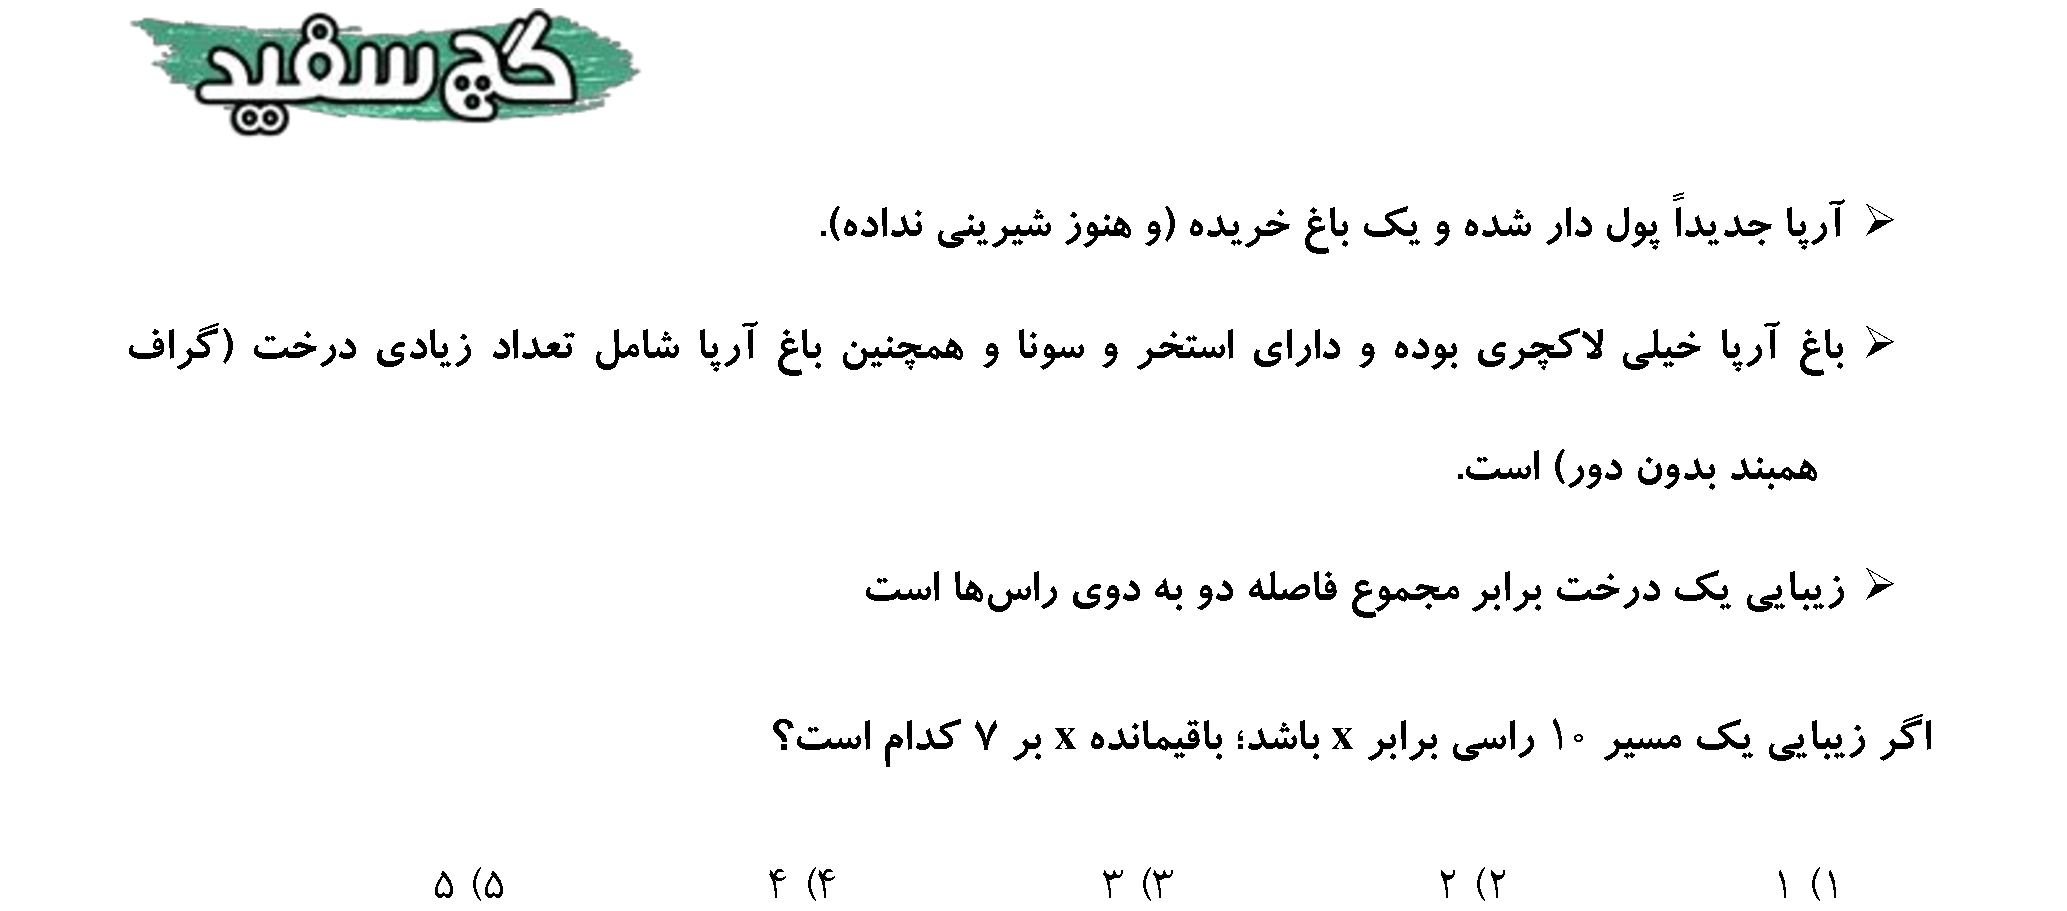 گچ سفید
⮚ آرپا جدیداً پول دار شده و یک باغ خریده (و هنوز شیرینی نداده).
⮚ باغ آرپا خیلی لاکچری بوده و دارای استخر و سونا و همچنین باغ آرپا شامل تعداد زیادی درخت (گراف
همبند بدون دور) است.
⮚ زیبایی یک درخت برابر مجموع فاصله دو به دوی راس‌ها است
اگر زیبایی یک مسیر ۱۰ راسی برابر x باشد؛ باقیمانده x بر ۷ کدام است؟
۱) ۱ ۲) ۲ ۳) ۳ ۴) ۴ ۵) ۵